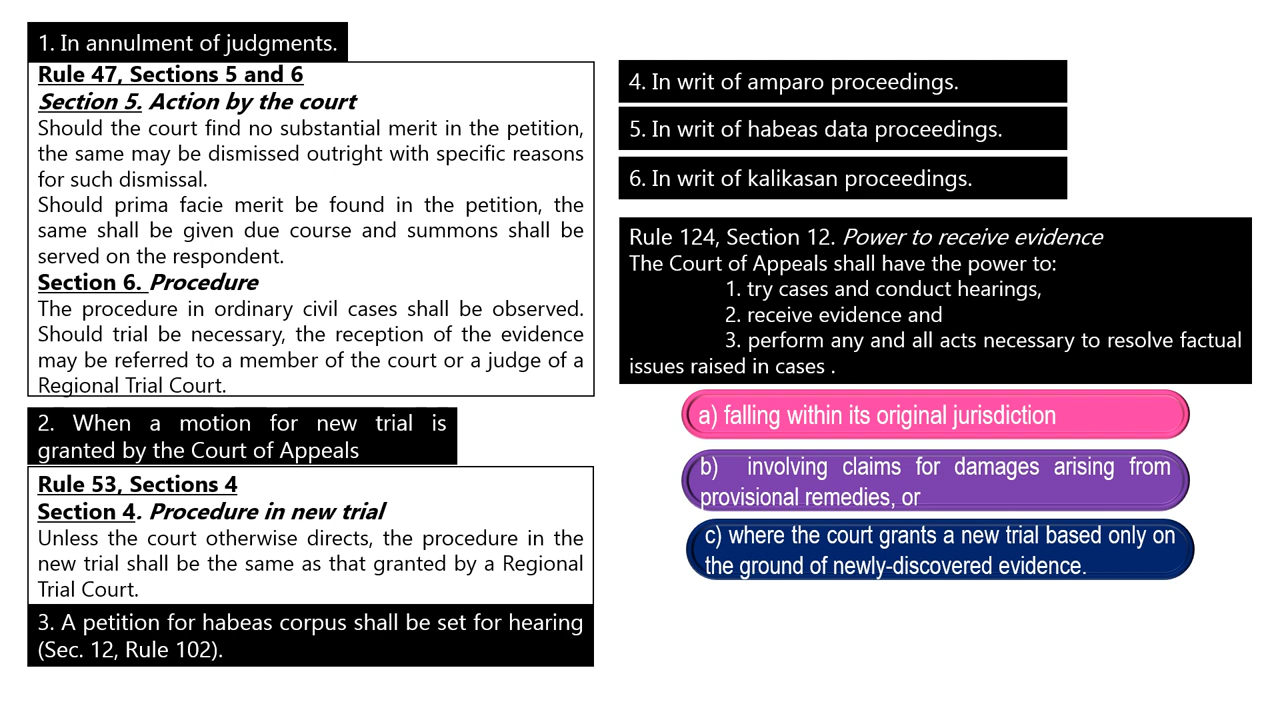 1. In annulment of judgments.
Rule 47, Sections 5 and 6
Section 5. Action by the court
Should the court find no substantial merit in the petition,
the same may be dismissed outright with specific reasons
for such dismissal.
Should prima facie merit be found in the petition, the
same shall be given due course and summons shall be
served on the respondent.
Section 6. Procedure
The procedure in ordinary civil cases shall be observed.
Should trial be necessary, the reception of the evidence
may be referred to a member of the court or a judge of a
Regional Trial Court.
2. When a motion for new trial is
granted by the Court of Appeals
Rule 53, Sections 4
Section 4. Procedure in new trial
Unless the court otherwise directs, the procedure in the
new trial shall be the same as that granted by a Regional
Trial Court.
3. A petition for habeas corpus shall be set for hearing
(Sec. 12, Rule 102).
4. In writ of amparo proceedings.
5. In writ of habeas data proceedings.
6. In writ of kalikasan proceedings.
Rule 124, Section 12. Power to receive evidence
The Court of Appeals shall have the power to:
1. try cases and conduct hearings,
2. receive evidence and
3. perform any and all acts necessary to resolve factual
issues raised in cases .
a) falling within its original jurisdiction
b) involving claims for damages arising from
provisional remedies, or
c) where the court grants a new trial based only on
the ground of newly-discovered evidence.